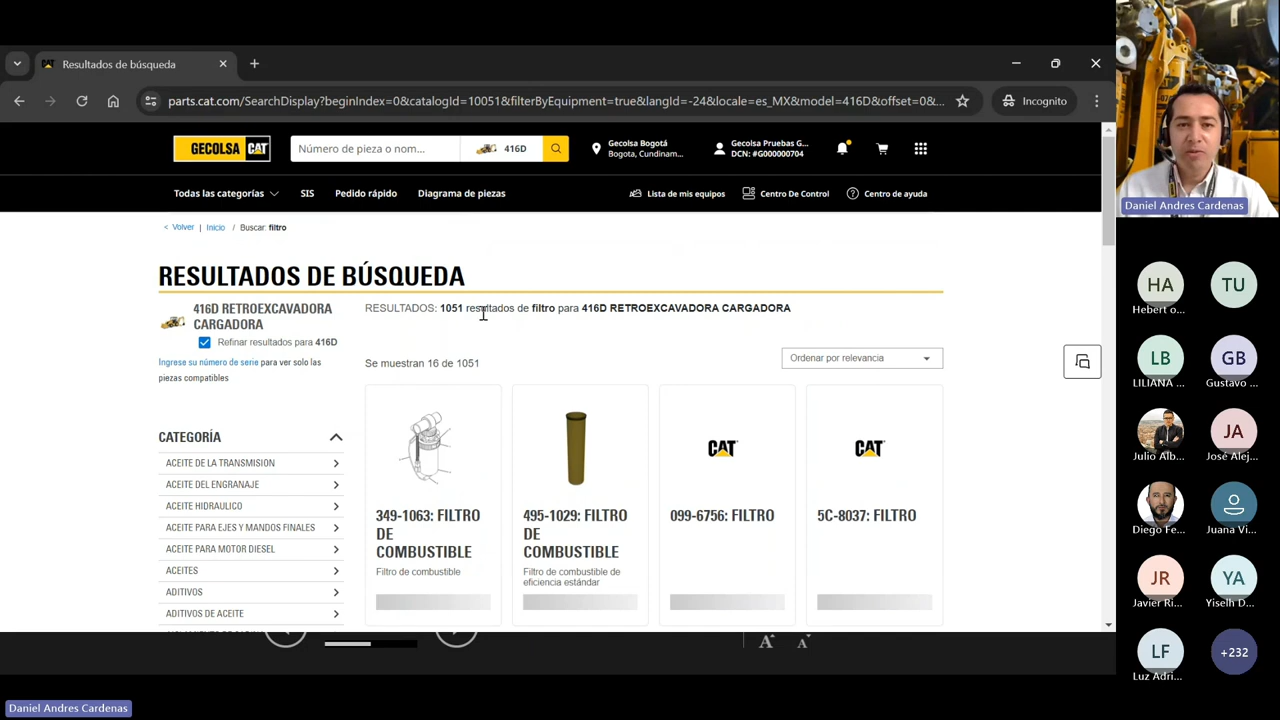 Resultados de búsqueda
parts.cat.com/SearchDisplay?beginIndex=0&catalogId=10051&filterByEquipment=true&langId=-24&locale=es_MX&model=416D&offset=0&...
Incognito
GECOLSA CAT
Número de pieza o nom...
416D
Gecolsa Bogotá
Bogota, Cundinam...
Gecolsa Pruebas G...
DCN: #G000000704
Todas las categorías
SIS
Pedido rápido
Diagrama de piezas
Lista de mis equipos
Centro De Control
Centro de ayuda
< Volver | Inicio / Buscar: filtro
RESULTADOS DE BÚSQUEDA
416D RETROEXCAVADORA
CARGADORA
Refinar resultados para 416D
Ingrese su número de serie para ver solo las
piezas compatibles
RESULTADOS: 1051 resultados de filtro para 416D RETROEXCAVADORA CARGADORA
Se muestran 16 de 1051
Ordenar por relevancia
CATEGORÍA
ACEITE DE LA TRANSMISION
ACEITE DEL ENGRANAJE
ACEITE HIDRAULICO
ACEITE PARA EJES Y MANDOS FINALES
ACEITE PARA MOTOR DIESEL
ACEITES
ADITIVOS
ADITIVOS DE ACEITE
349-1063: FILTRO
DE
COMBUSTIBLE
Filtro de combustible
495-1029: FILTRO
DE
COMBUSTIBLE
Filtro de combustible de
eficiencia estándar
CAT
099-6756: FILTRO
CAT
5C-8037: FILTRO
A A
Daniel Andres Cardenas
HA
Hebert o...
TU
LB
LILIANA ...
GB
Gustavo ...
Julio Alb...
JA
José Alej...
Diego Fe...
Juana Vi...
JR
Javier Ri...
YA
Yiselh D...
LF
Luz Adri...
+232
Daniel Andres Cardenas